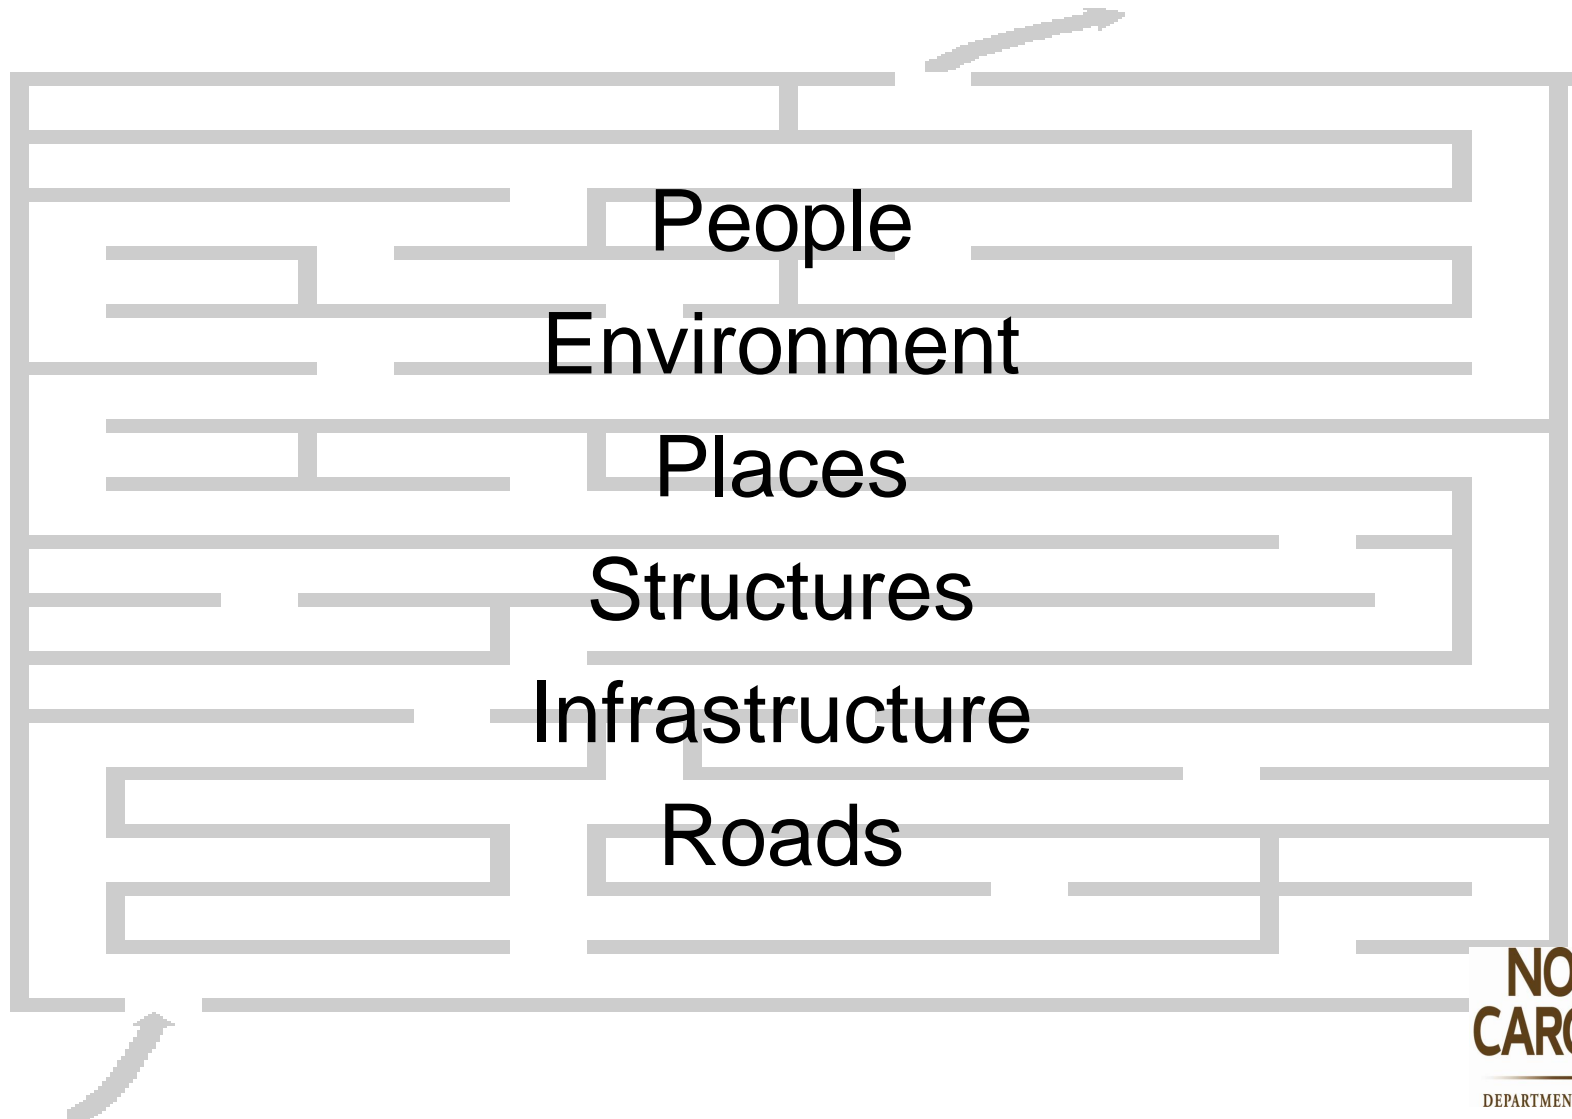 People
Environment
Places
Structures
Infrastructure
Roads